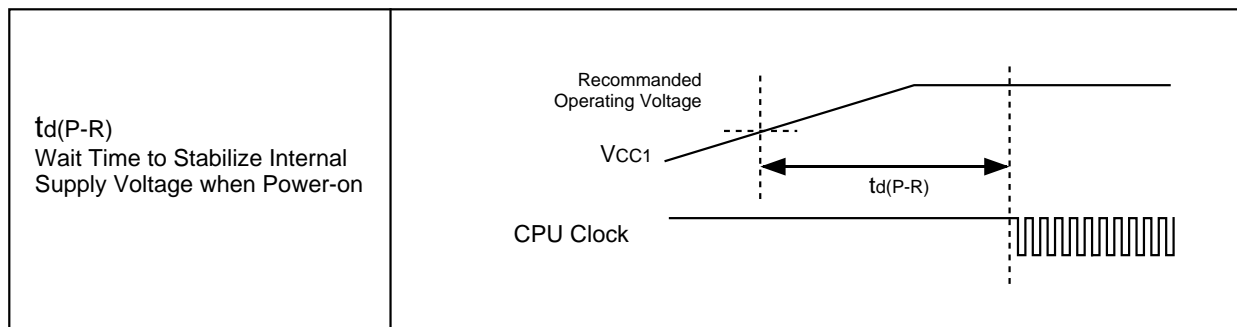 td(P-R)
Wait Time to Stabilize Internal
Supply Voltage when Power-on
Recommanded
Operating Voltage
VCC1
td(P-R)
CPU Clock